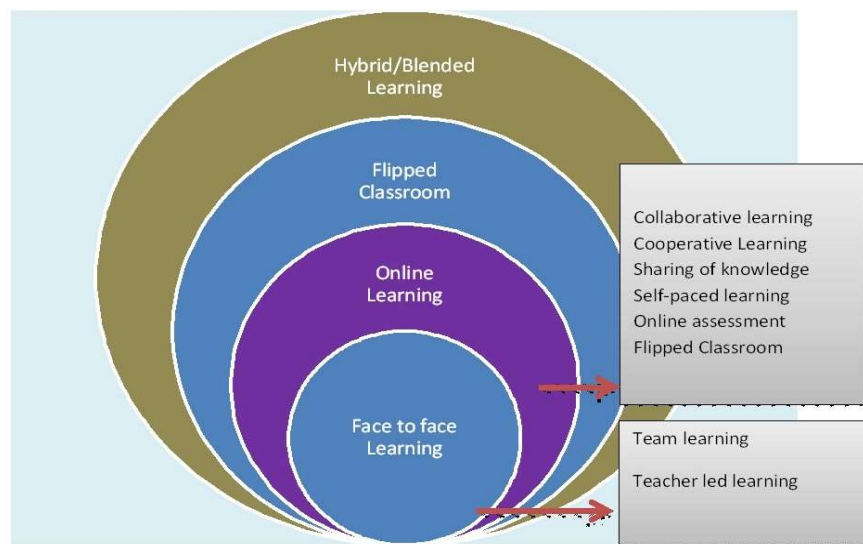 Hybrid/Blended
Learning
Flipped
Classroom
Online
Learning
Face to face
Learning
Collaborative learning
Cooperative Learning
Sharing of knowledge
Self-paced learning
Online assessment
Flipped Classroom
Team learning
Teacher led learning